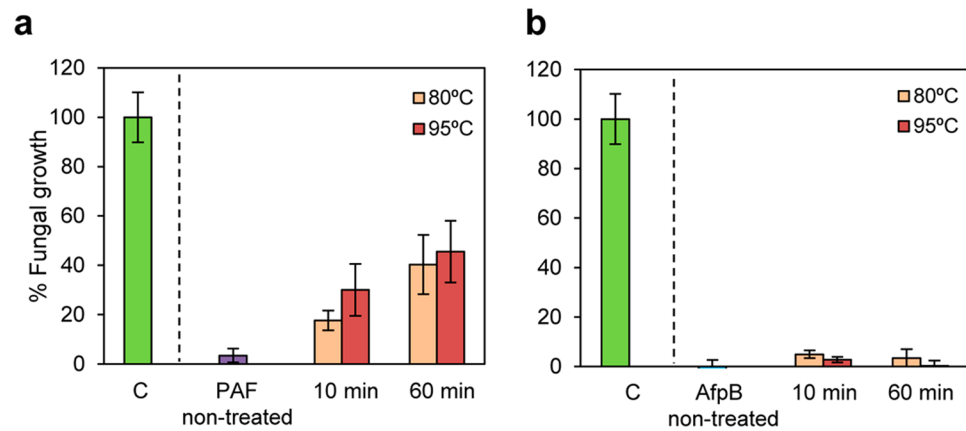 a
120
100
80
60
40
20
0
% Fungal growth
80ºC
95ºC
C
PAF
non-treated
10 min
60 min
b
120
100
80
60
40
20
0
80ºC
95ºC
C
AfpB
non-treated
10 min
60 min